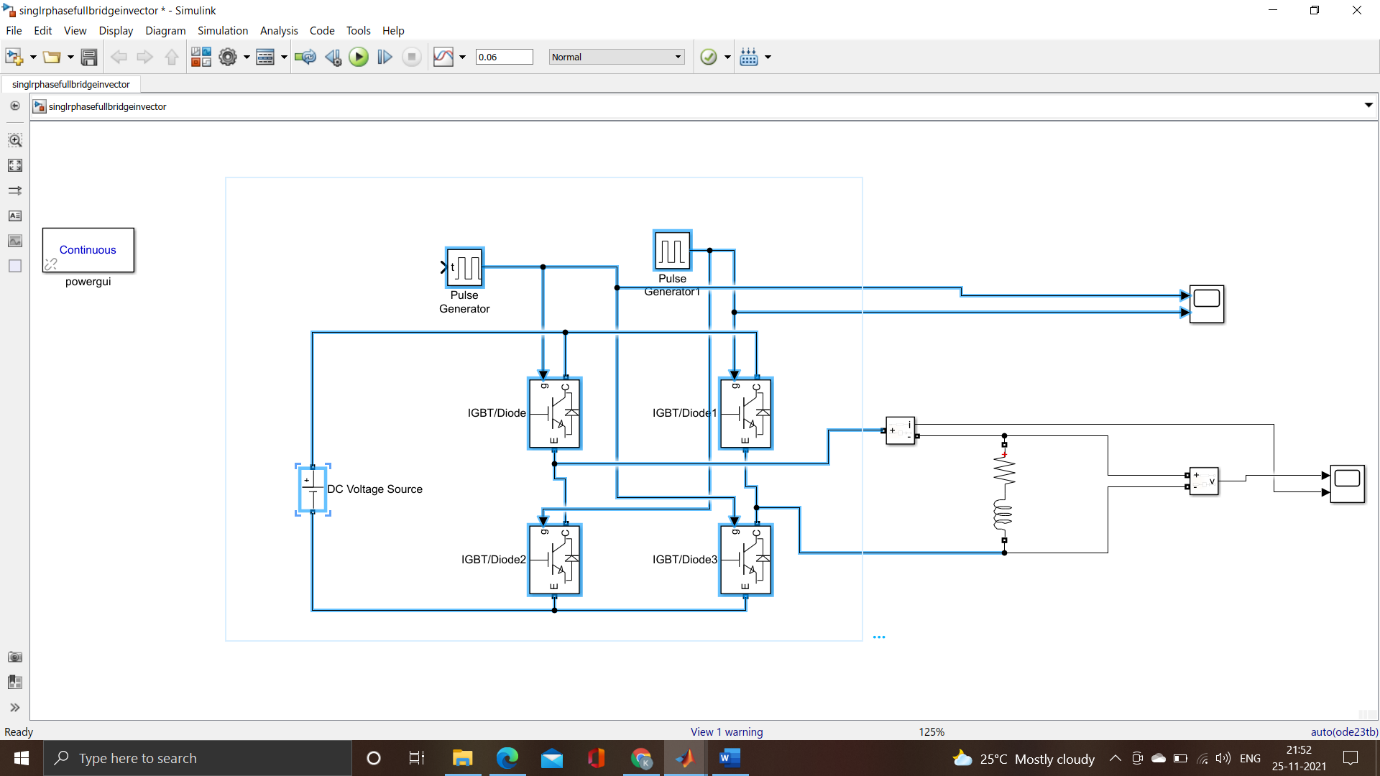 singlrphasefullbridgeinvector * - Simulink
File Edit View Display Diagram Simulation Analysis Code Tools Help
0.06 Normal
singlrphasefullbridgeinvector
singlrphasefullbridgeinvector
Continuous
powergui
t
Pulse
Generator
Pulse
Generator1
g C
IGBT/Diode
E
g C
IGBT/Diode1
E
+ i
-
+
+ v
-
+
DC Voltage Source
g C
IGBT/Diode2
E
g C
IGBT/Diode3
E
...
Ready View 1 warning 125% auto(ode23tb)
Type here to search
25°C Mostly cloudy ENG 21:52
25-11-2021